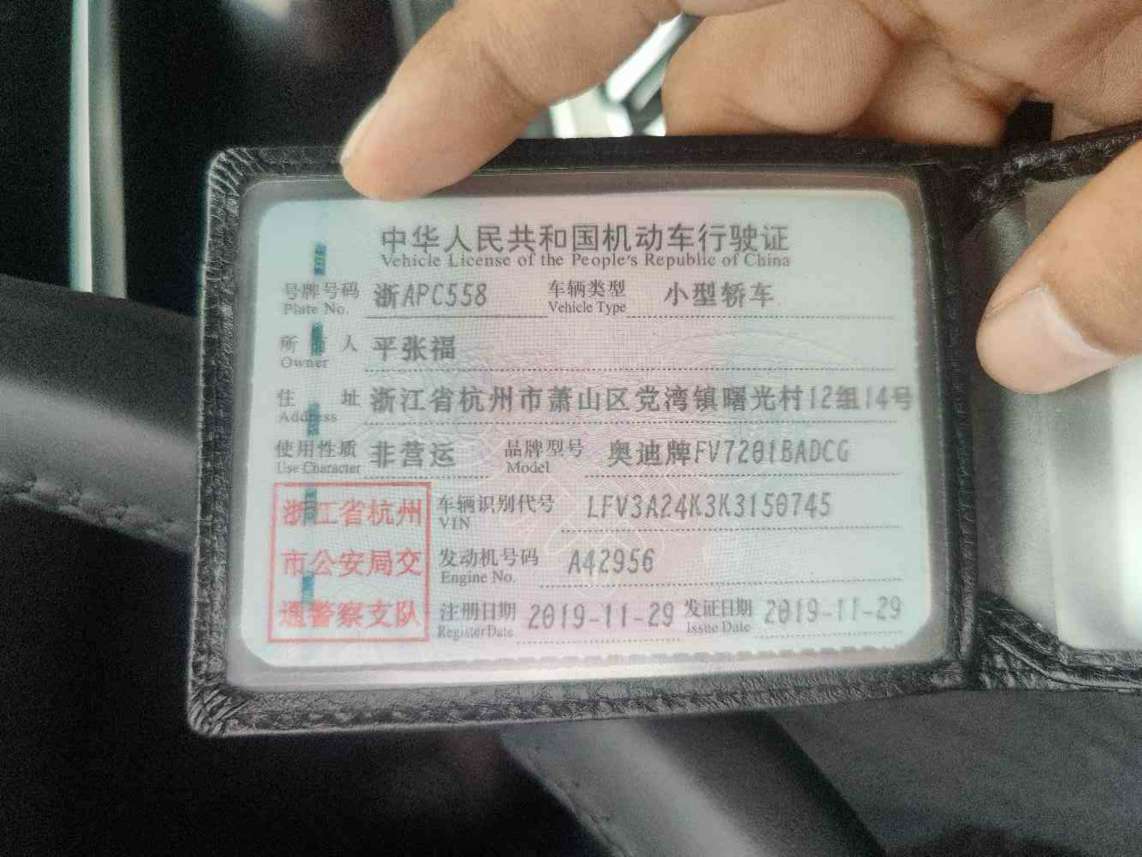 中华人民共和国机动车行驶证
Vehicle License of the People's Republic of China
号牌号码 浙APC558 车辆类型 小型轿车
Plate No. Vehicle Type
所 人 平张福
Owner
住 址 浙江省杭州市萧山区党湾镇曙光村12组14号
Address
使用性质 非营运 品牌型号 奥迪牌FV7201BADCG
Use Character Model
浙江省杭州 车辆识别代号 LFV3A24K3K3150745
VIN
市公安局交 发动机号码 A42956
Engine No.
通警察支队 注册日期 2019-11-29 发证日期 2019-11-29
Register Date Issue Date